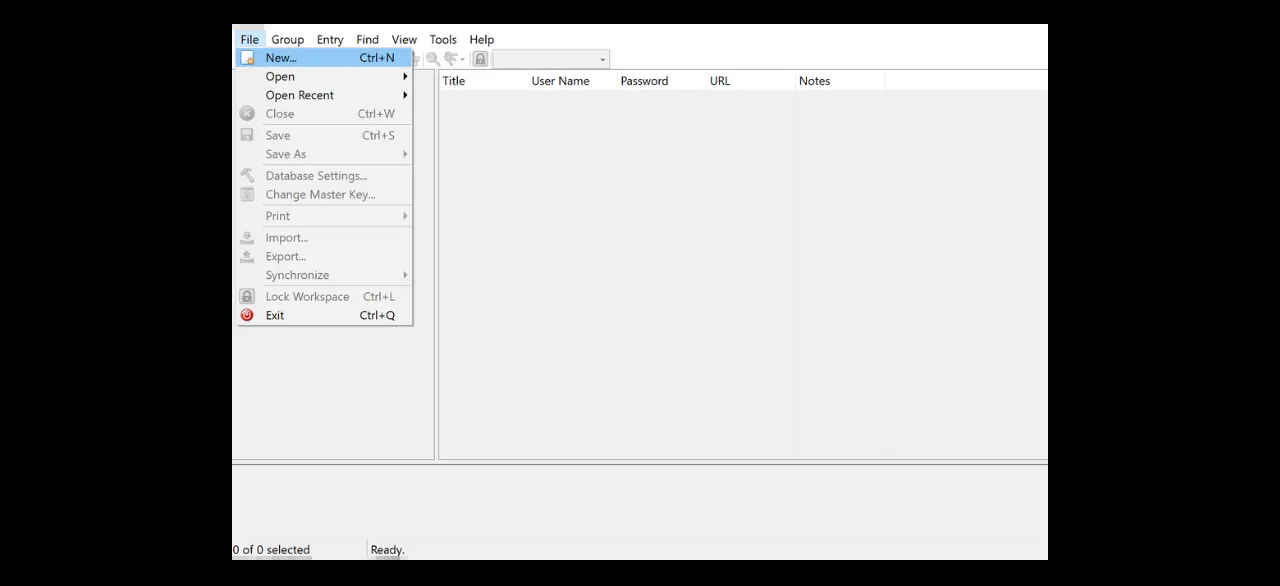 File Group Entry Find View Tools Help
New... Ctrl+N
Open
Open Recent
Close Ctrl+W
Save Ctrl+S
Save As
Database Settings...
Change Master Key...
Print
Import...
Export...
Synchronize
Lock Workspace Ctrl+L
Exit Ctrl+Q
Title User Name Password URL Notes
0 of 0 selected Ready.